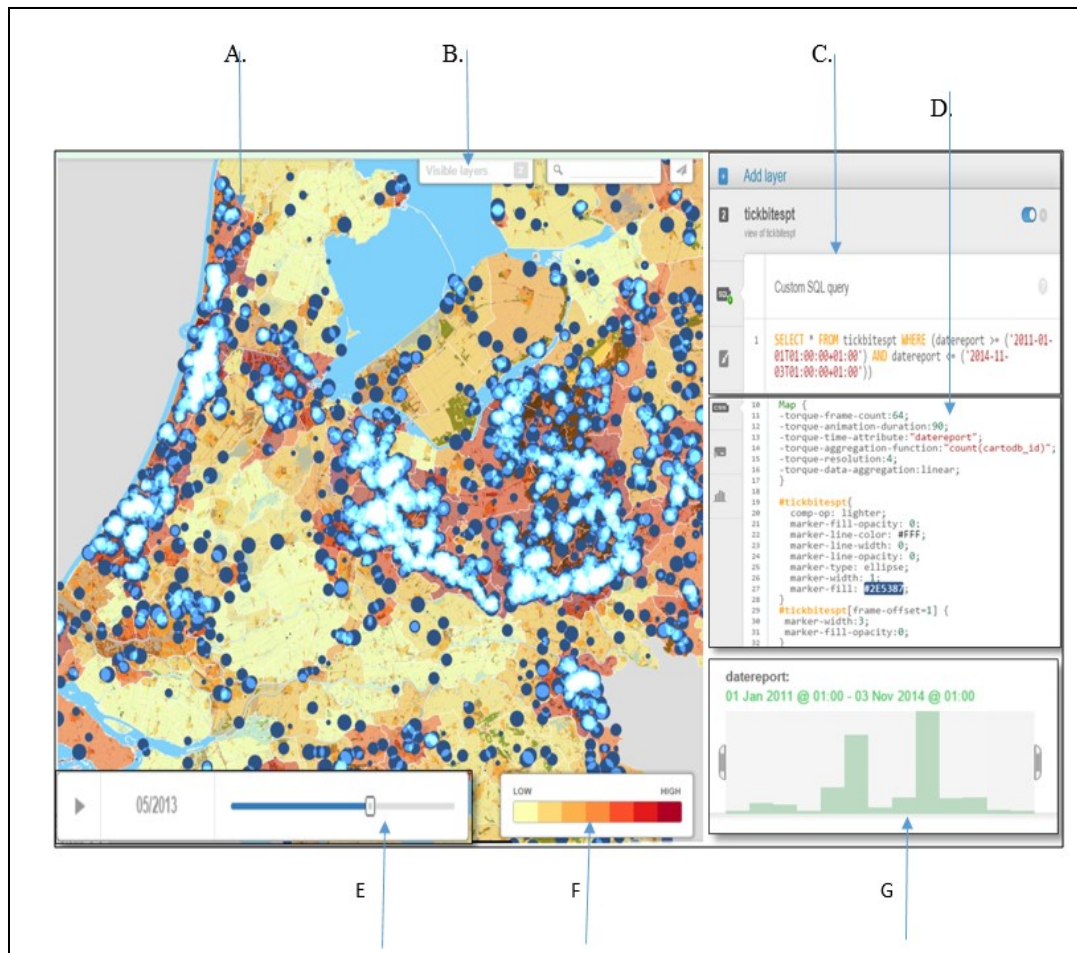 A.
B.
C.
D.
Visible layers 2
Add layer
2 tickbitespt
view of tickbitespt
SQL
Custom SQL query
?
1 SELECT * FROM tickbitespt WHERE (datereport >= ('2011-01-
01T01:00:00+01:00') AND datereport <= ('2014-11-
03T01:00:00+01:00'))
CSS
10 Map {
11 -torque-frame-count:64;
12 -torque-animation-duration:90;
13 -torque-time-attribute:"datereport";
14 -torque-aggregation-function:"count(cartodb_id)";
15 -torque-resolution:4;
16 -torque-data-aggregation:linear;
17 }
18
19 #tickbitespt{
20 comp-op: lighter;
21 marker-fill-opacity: 0;
22 marker-line-color: #FFF;
23 marker-line-width: 0;
24 marker-line-opacity: 0;
25 marker-type: ellipse;
26 marker-width: 1;
27 marker-fill: #2E5387;
28 }
29 #tickbitespt[frame-offset=1] {
30 marker-width:3;
31 marker-fill-opacity:0;
32 }
datereport:
01 Jan 2011 @ 01:00 - 03 Nov 2014 @ 01:00
05/2013
LOW HIGH
E
F
G